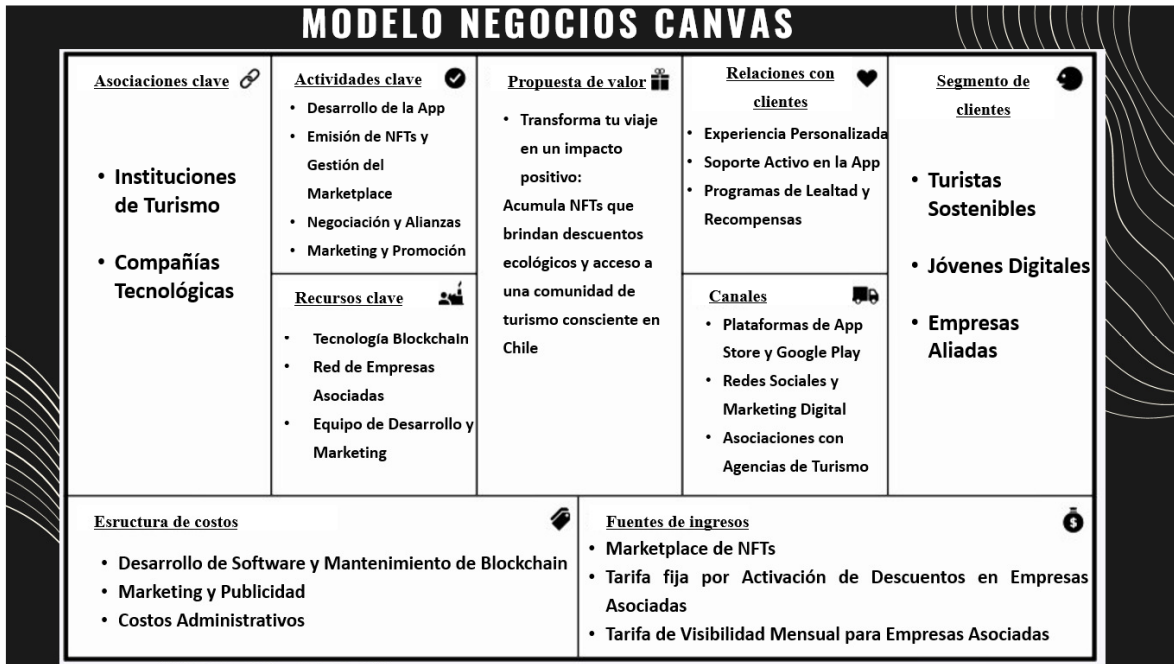 MODELO NEGOCIOS CANVAS
Asociaciones clave
• Instituciones
de Turismo
• Compañías
Tecnológicas
Actividades clave
• Desarrollo de la App
• Emisión de NFTs y
Gestión del
Marketplace
• Negociación y Alianzas
• Marketing y Promoción
Recursos clave
• Tecnología Blockchain
• Red de Empresas
Asociadas
• Equipo de Desarrollo y
Marketing
Propuesta de valor
• Transforma tu viaje
en un impacto
positivo:
Acumula NFTs que
brindan descuentos
ecológicos y acceso a
una comunidad de
turismo consciente en
Chile
Relaciones con
clientes
• Experiencia Personalizada
• Soporte Activo en la App
• Programas de Lealtad y
Recompensas
Canales
• Plataformas de App
Store y Google Play
• Redes Sociales y
Marketing Digital
• Asociaciones con
Agencias de Turismo
Segmento de
clientes
• Turistas
Sostenibles
• Jóvenes Digitales
• Empresas
Aliadas
Esructura de costos
• Desarrollo de Software y Mantenimiento de Blockchain
• Marketing y Publicidad
• Costos Administrativos
Fuentes de ingresos
• Marketplace de NFTs
• Tarifa fija por Activación de Descuentos en Empresas
Asociadas
• Tarifa de Visibilidad Mensual para Empresas Asociadas